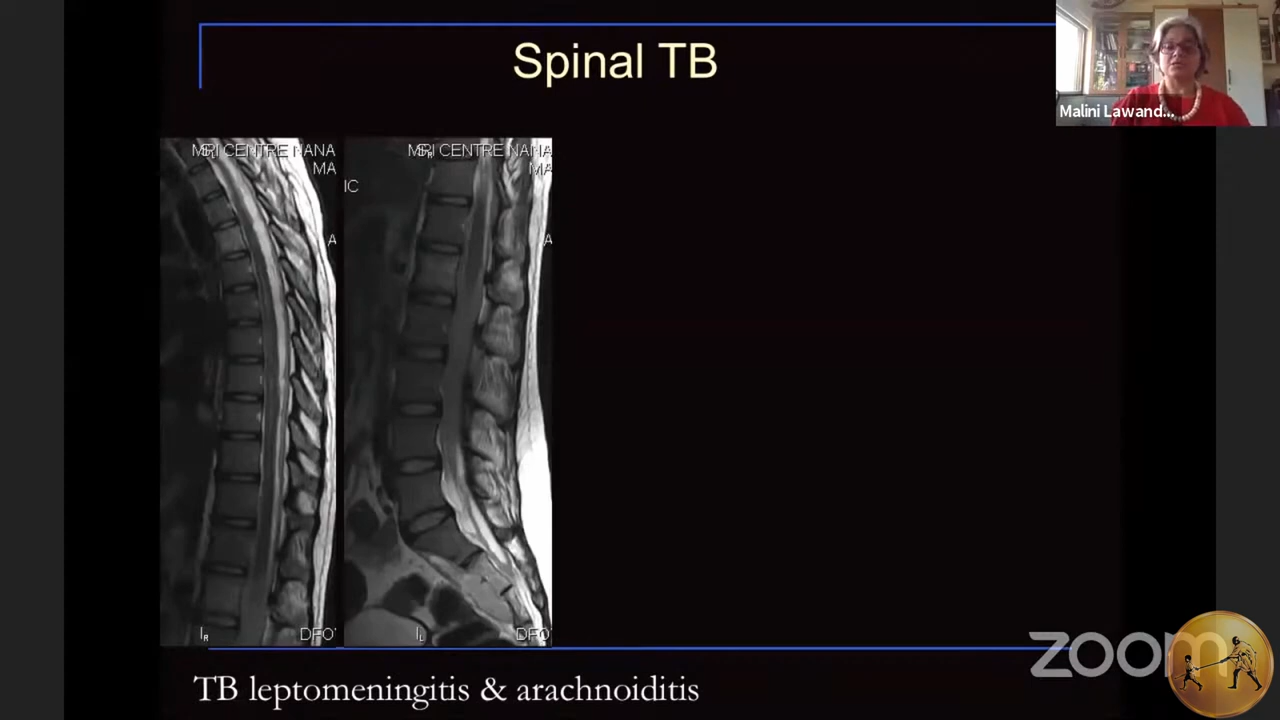 Spinal TB
Malini Lawand...
MRI CENTRE NANA
MA
A
MRI CENTRE NANA
MA
IC
A
DFO
DFO
TB leptomeningitis & arachnoiditis
zoom